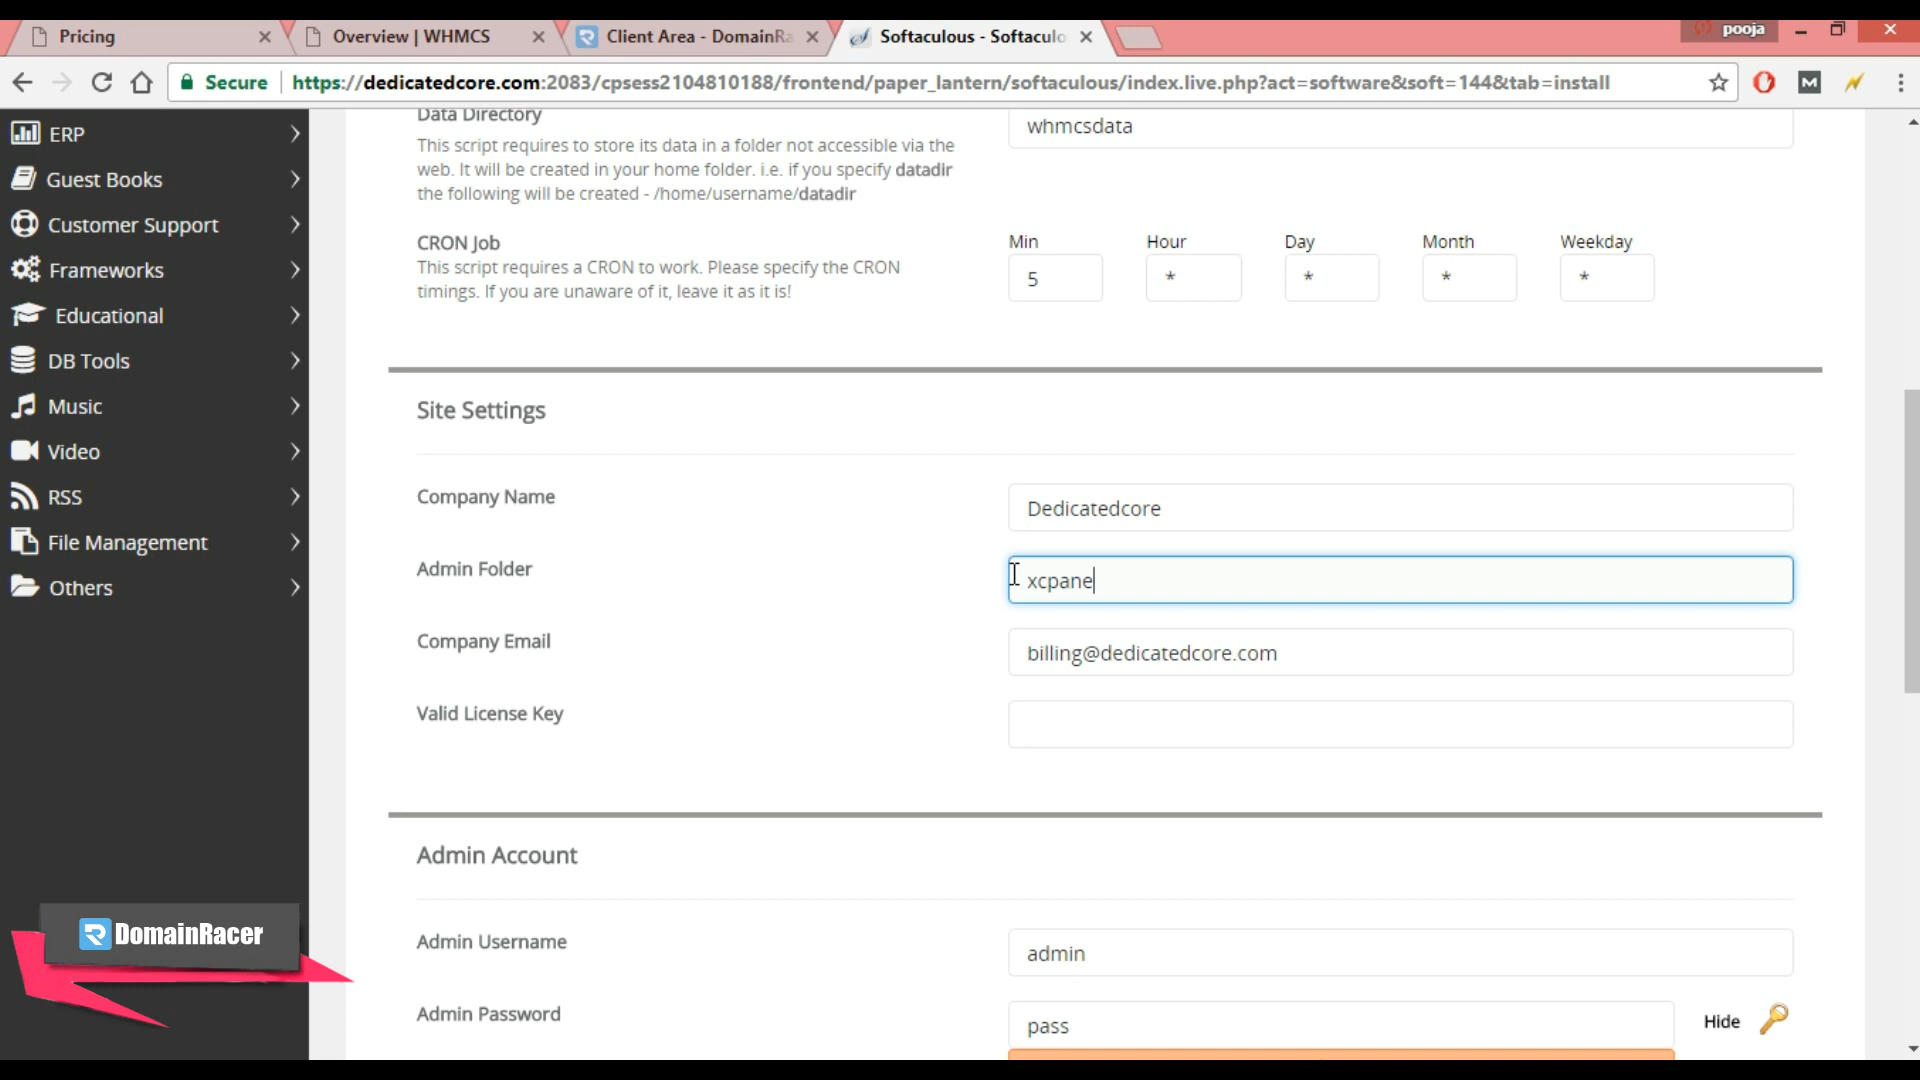 Pricing
Overview | WHMCS
Client Area - DomainRa
Softaculous - Softaculo
pooja
Secure
https://dedicatedcore.com:2083/cpsess2104810188/frontend/paper_lantern/softaculous/index.live.php?act=software&soft=144&tab=install
M
ERP
Guest Books
Customer Support
Frameworks
Educational
DB Tools
Music
Video
RSS
File Management
Others
DomainRacer
Data Directory
This script requires to store its data in a folder not accessible via the
web. It will be created in your home folder. i.e. if you specify datadir
the following will be created - /home/username/datadir
whmcsdata
CRON Job
This script requires a CRON to work. Please specify the CRON
timings. If you are unaware of it, leave it as it is!
Min Hour Day Month Weekday
5 * * * *
Site Settings
Company Name
Dedicatedcore
Admin Folder
xcpane
Company Email
billing@dedicatedcore.com
Valid License Key
Admin Account
Admin Username
admin
Admin Password
pass
Hide